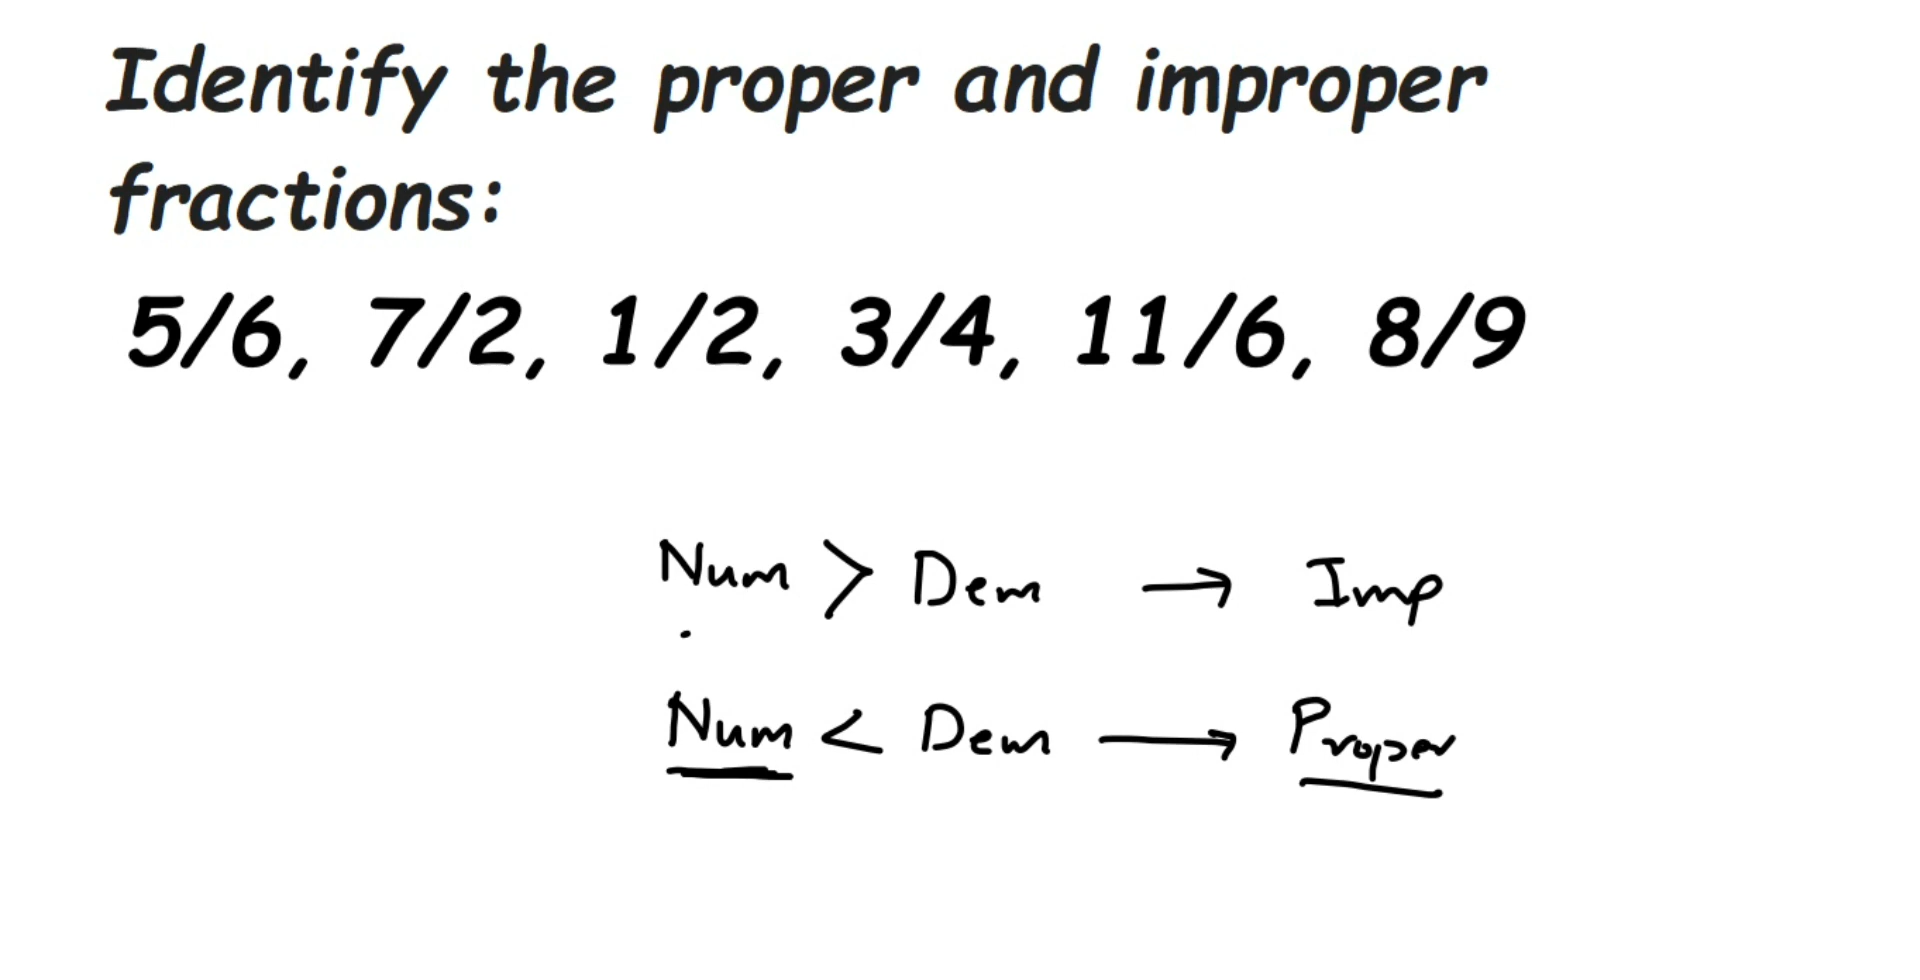 Identify the proper and improper
fractions:
5/6, 7/2, 1/2, 3/4, 11/6, 8/9
Num > Dem → Imp
Num < Dem → Proper